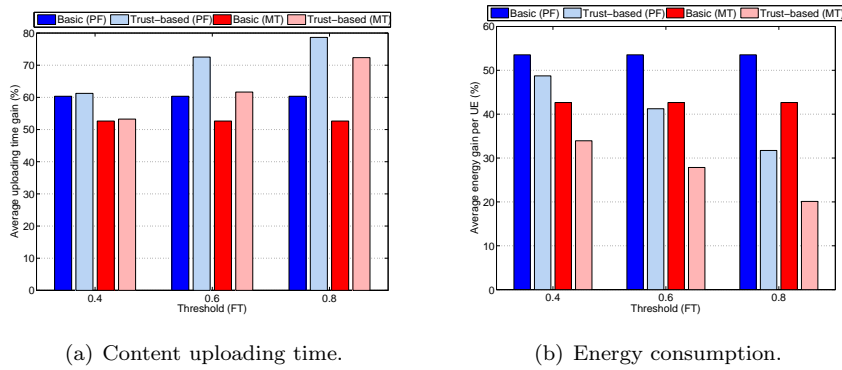 Basic (PF) Trust−based (PF) Basic (MT) Trust−based (MT)
80
70
60
50
40
30
20
10
0
Average uploading time gain (%)
0.4 0.6 0.8
Threshold (FT)
(a) Content uploading time.
Basic (PF) Trust−based (PF) Basic (MT) Trust−based (MT)
60
50
40
30
20
10
0
Average energy gain per UE (%)
0.4 0.6 0.8
Threshold (FT)
(b) Energy consumption.